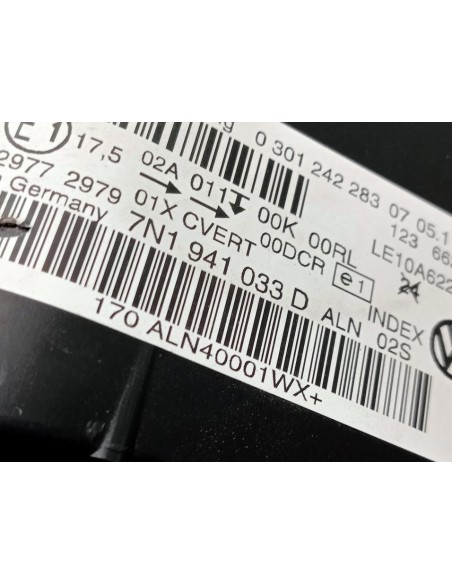 0 301 242 283 07 05.1
E 1 17,5 02A 011 00K 00RL 123 66
2977 2979 01X CVERT 00DCR e1 LE10A622
Germany 7N1 941 033 D ALN 02S INDEX 24
170 ALN40001WX+